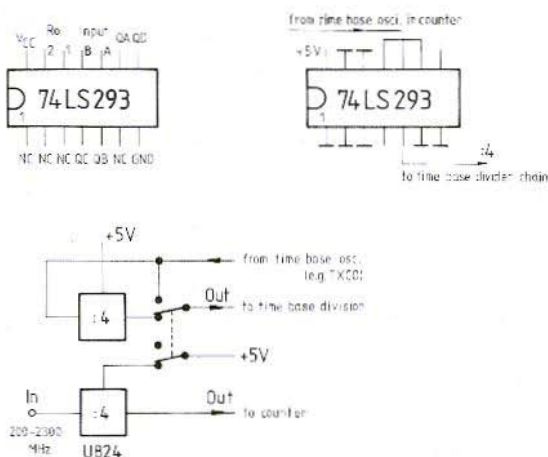 Ro Input
VCC 2 1 B A QA QD
74LS293
1
NC NC NC QC QB NC GND
from time base osci. in counter
+5V
74LS293
1
:4
to time base divider chain
+5V
from time base osci.
(e.g. TXCO)
:4
Out
to time base division
+5V
In
:4
Out
to counter
200-2300
MHz
U824